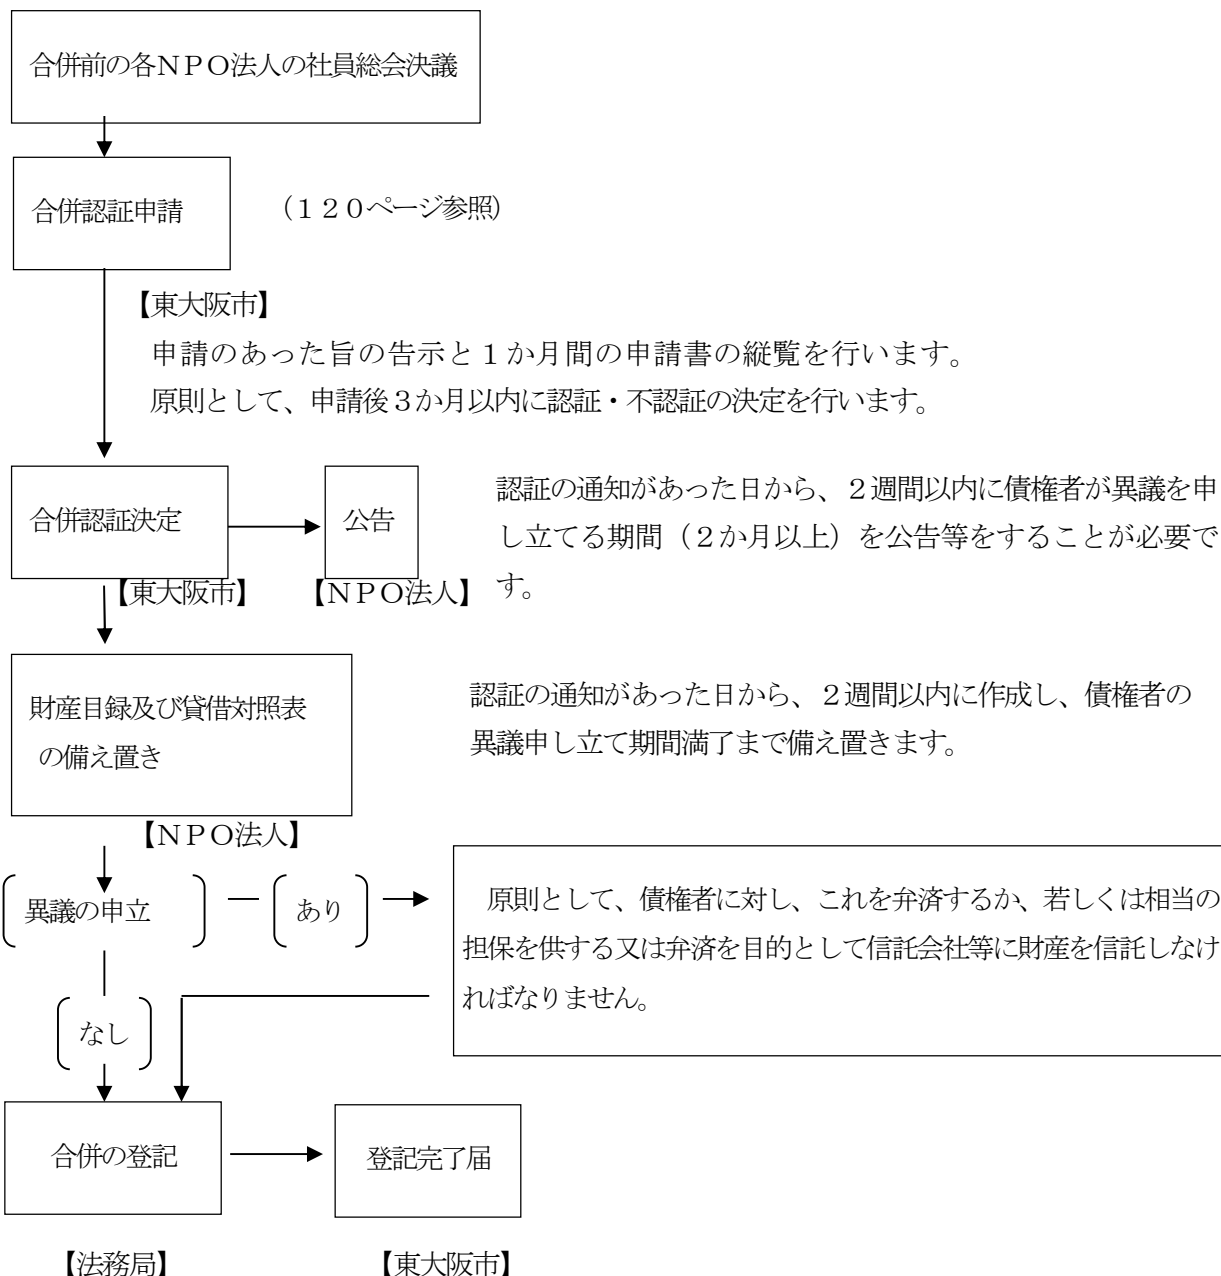 合併前の各ＮＰＯ法人の社員総会決議
合併認証申請
（１２０ページ参照）
【東大阪市】
申請のあった旨の告示と１か月間の申請書の縦覧を行います。
原則として、申請後３か月以内に認証・不認証の決定を行います。
合併認証決定
公告
認証の通知があった日から、２週間以内に債権者が異議を申
し立てる期間（２か月以上）を公告等をすることが必要で
す。
【東大阪市】
【ＮＰＯ法人】
財産目録及び貸借対照表
の備え置き
認証の通知があった日から、２週間以内に作成し、債権者の
異議申し立て期間満了まで備え置きます。
【ＮＰＯ法人】
異議の申立
あり
原則として、債権者に対し、これを弁済するか、若しくは相当の
担保を供する又は弁済を目的として信託会社等に財産を信託しなけ
ればなりません。
なし
合併の登記
登記完了届
【法務局】
【東大阪市】